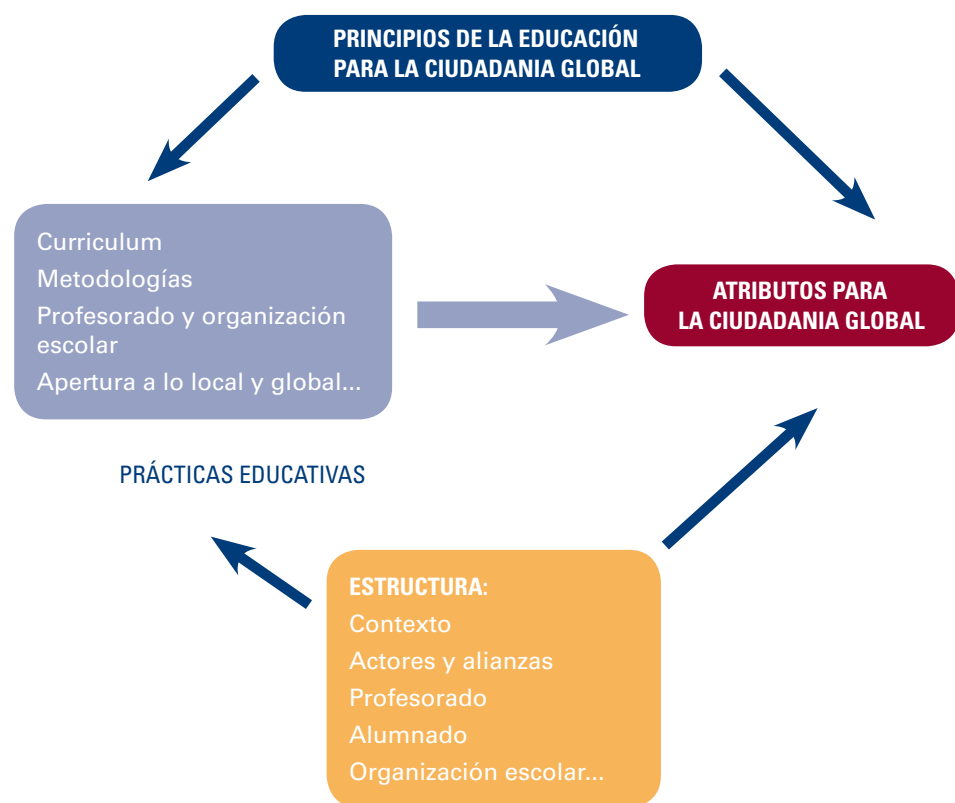 PRINCIPIOS DE LA EDUCACIÓN
PARA LA CIUDADANIA GLOBAL
Curriculum
Metodologías
Profesorado y organización
escolar
Apertura a lo local y global...
ATRIBUTOS PARA
LA CIUDADANIA GLOBAL
PRÁCTICAS EDUCATIVAS
ESTRUCTURA:
Contexto
Actores y alianzas
Profesorado
Alumnado
Organización escolar...